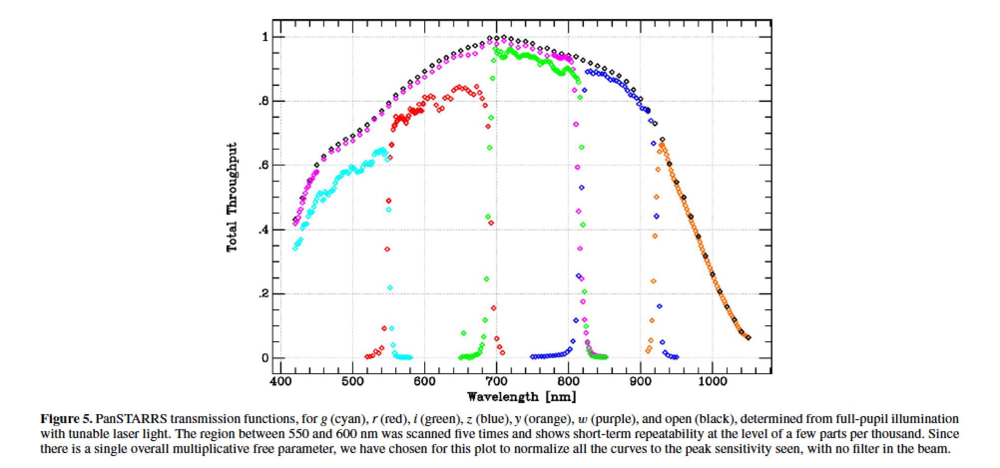 1
.8
.6
.4
.2
0
Total Throughput
400 500 600 700 800 900 1000
Wavelength [nm]
Figure 5. PanSTARRS transmission functions, for g (cyan), r (red), i (green), z (blue), y (orange), w (purple), and open (black), determined from full-pupil illumination
with tunable laser light. The region between 550 and 600 nm was scanned five times and shows short-term repeatability at the level of a few parts per thousand. Since
there is a single overall multiplicative free parameter, we have chosen for this plot to normalize all the curves to the peak sensitivity seen, with no filter in the beam.